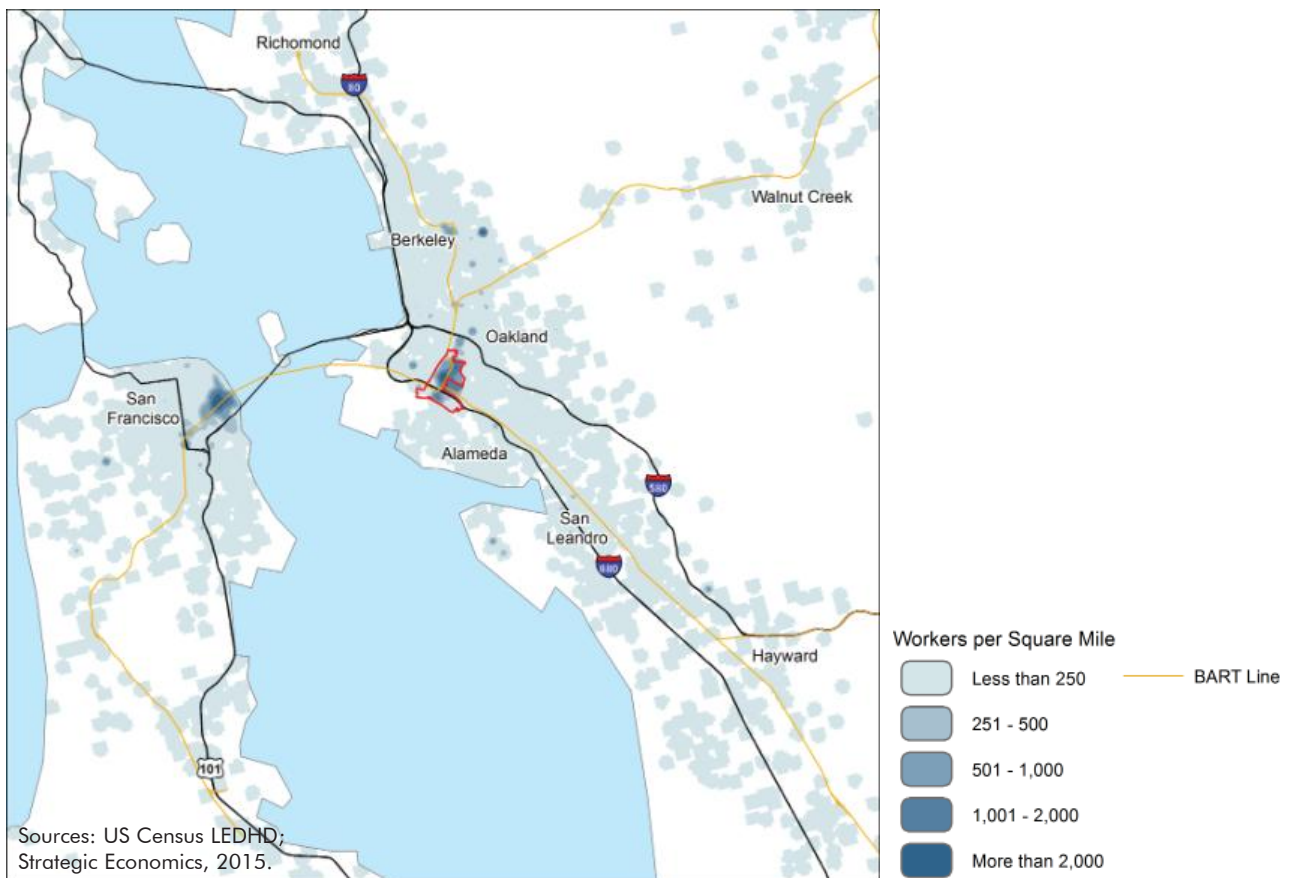 Richomond
80
Walnut Creek
Berkeley
Oakland
San
Francisco
Alameda
580
San
Leandro
880
Hayward
101
Sources: US Census LEDHD;
Strategic Economics, 2015.
Workers per Square Mile
Less than 250
BART Line
251 - 500
501 - 1,000
1,001 - 2,000
More than 2,000